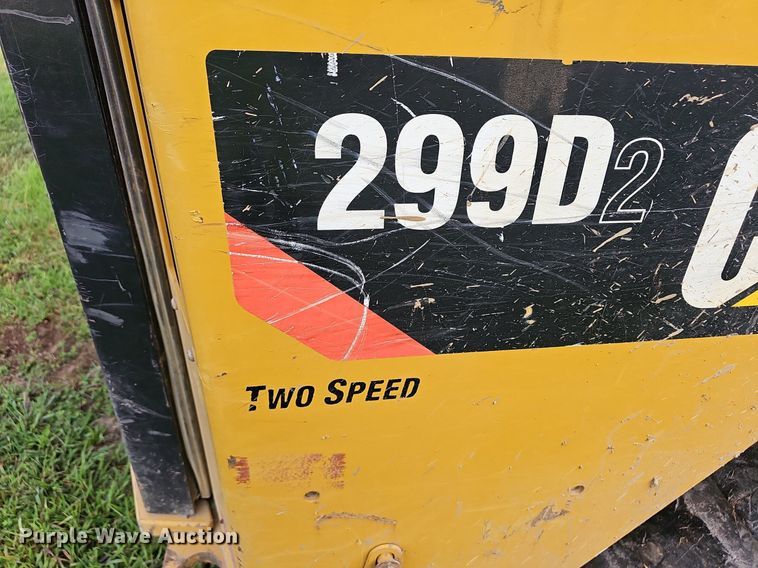 299D2
TWO SPEED
Purple Wave Auction